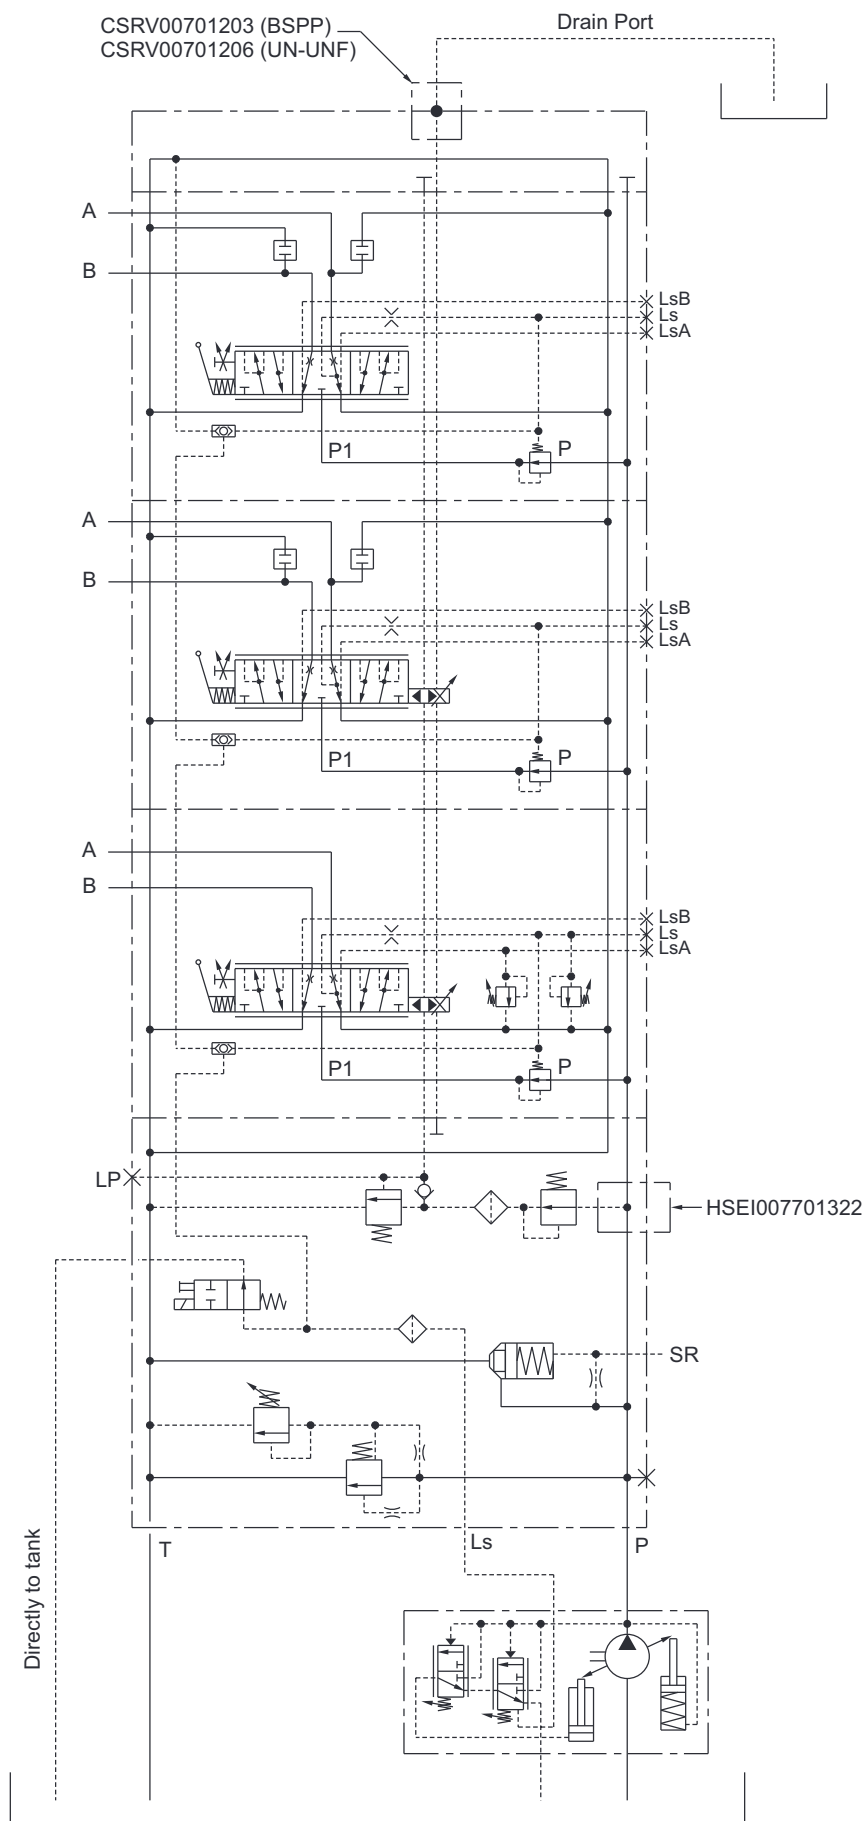 CSRV00701203 (BSPP)
CSRV00701206 (UN-UNF)
Drain Port
A
B
LsB
Ls
LsA
P1
P
A
B
LsB
Ls
LsA
P1
P
A
B
LsB
Ls
LsA
P1
P
LP
HSEI007701322
SR
T
Ls
P
Directly to tank